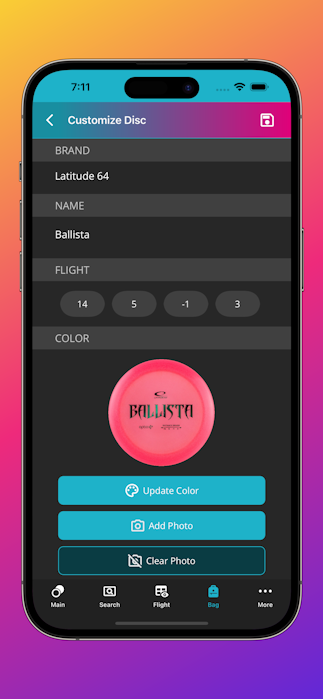 7:11
Customize Disc
BRAND
Latitude 64
NAME
Ballista
FLIGHT
14 5 -1 3
COLOR
BALLISTA
Update Color
Add Photo
Clear Photo
Main Search Flight Bag More